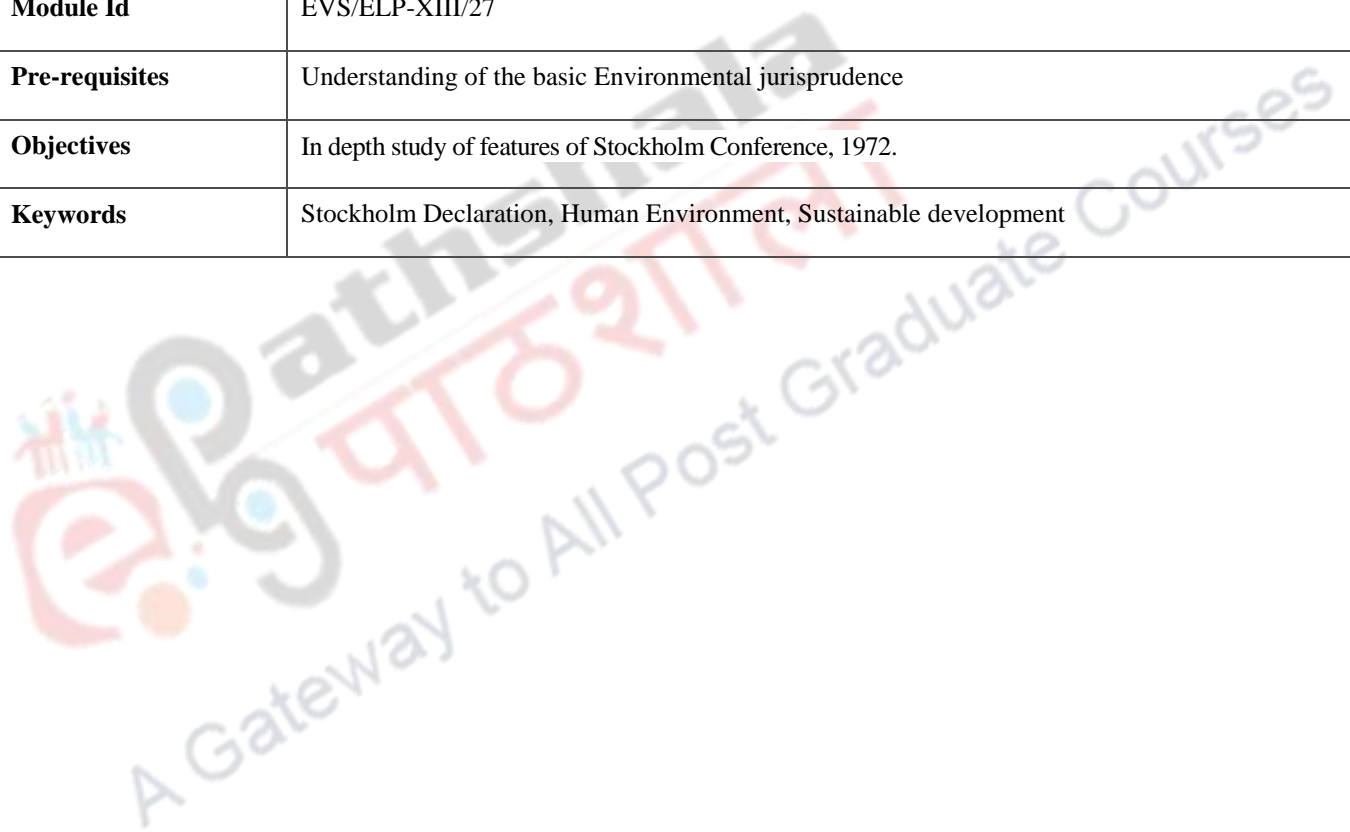 Module Id EVS/ELP-XIII/27
Pre-requisites Understanding of the basic Environmental jurisprudence
Objectives In depth study of features of Stockholm Conference, 1972.
Keywords Stockholm Declaration, Human Environment, Sustainable development
ePathshala
पाठशाला
A Gateway to All Post Graduate Courses